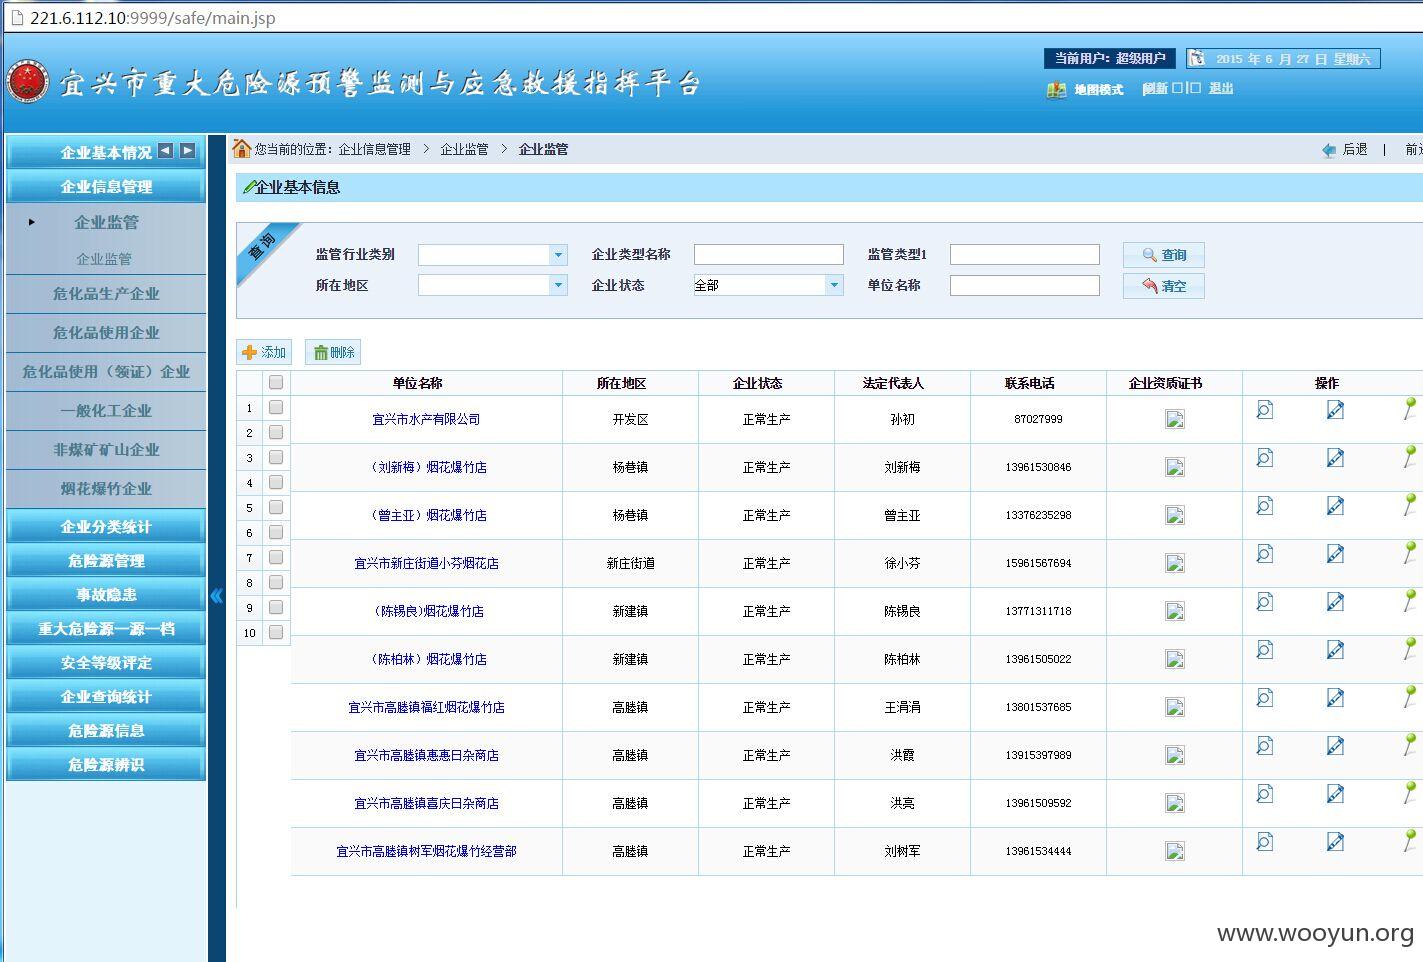 221.6.112.10:9999/safe/main.jsp
宜兴市重大危险源预警监测与应急救援指挥平台
当前用户：超级用户
2015 年 6 月 27 日 星期六
地图模式 刷新 退出
企业基本情况
企业信息管理
企业监管
企业监管
危化品生产企业
危化品使用企业
危化品使用（领证）企业
一般化工企业
非煤矿矿山企业
烟花爆竹企业
企业分类统计
危险源管理
事故隐患
重大危险源一源一档
安全等级评定
企业查询统计
危险源信息
危险源辨识
您当前的位置：企业信息管理 > 企业监管 > 企业监管
后退 |
企业基本信息
查询
监管行业类别 企业类型名称 监管类型1 查询
所在地区 企业状态 全部 单位名称 清空
添加 删除
单位名称 所在地区 企业状态 法定代表人 联系电话 企业资质证书 操作
1 宜兴市水产有限公司 开发区 正常生产 孙初 87027999
2 （刘新梅）烟花爆竹店 杨巷镇 正常生产 刘新梅 13961530846
3 （曾主亚）烟花爆竹店 杨巷镇 正常生产 曾主亚 13376235298
4 宜兴市新庄街道小芬烟花店 新庄街道 正常生产 徐小芬 15961567694
5 （陈锡良)烟花爆竹店 新建镇 正常生产 陈锡良 13771311718
6 （陈柏林）烟花爆竹店 新建镇 正常生产 陈柏林 13961505022
7 宜兴市高塍镇福红烟花爆竹店 高塍镇 正常生产 王涓涓 13801537685
8 宜兴市高塍镇惠惠日杂商店 高塍镇 正常生产 洪霞 13915397989
9 宜兴市高塍镇喜庆日杂商店 高塍镇 正常生产 洪亮 13961509592
10 宜兴市高塍镇树军烟花爆竹经营部 高塍镇 正常生产 刘树军 13961534444
www.wooyun.org